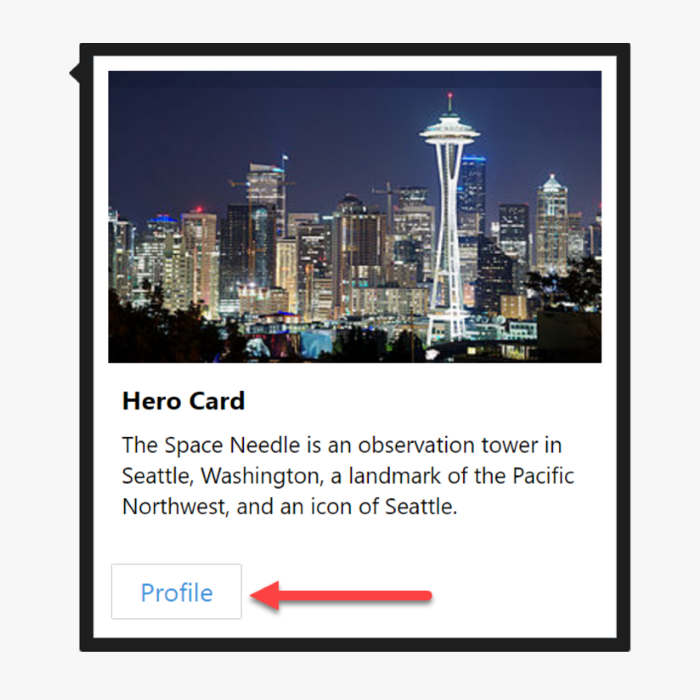 Hero Card
The Space Needle is an observation tower in
Seattle, Washington, a landmark of the Pacific
Northwest, and an icon of Seattle.
Profile